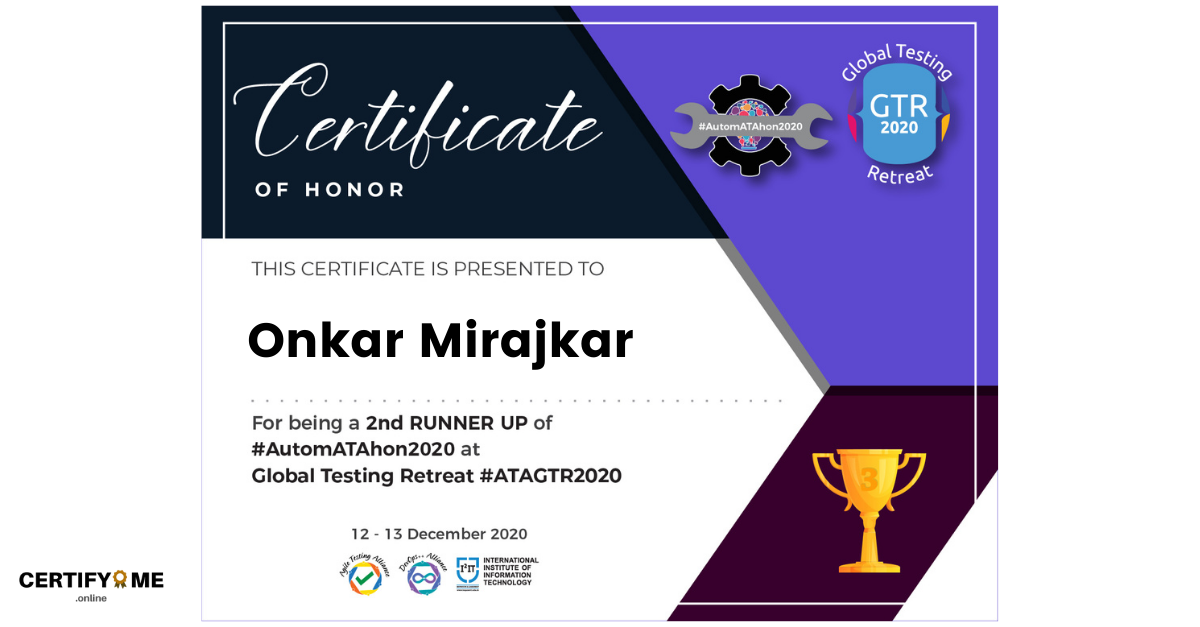 Certificate
OF HONOR
#AutomATAhon2020
Global Testing
GTR
2020
Retreat
THIS CERTIFICATE IS PRESENTED TO
Onkar Mirajkar
For being a 2nd RUNNER UP of
#AutomATAhon2020 at
Global Testing Retreat #ATAGTR2020
3
12 - 13 December 2020
Agile Testing Alliance
DevOps++ Alliance
I²IT
INTERNATIONAL
INSTITUTE OF
INFORMATION
TECHNOLOGY
CERTIFY ME
.online